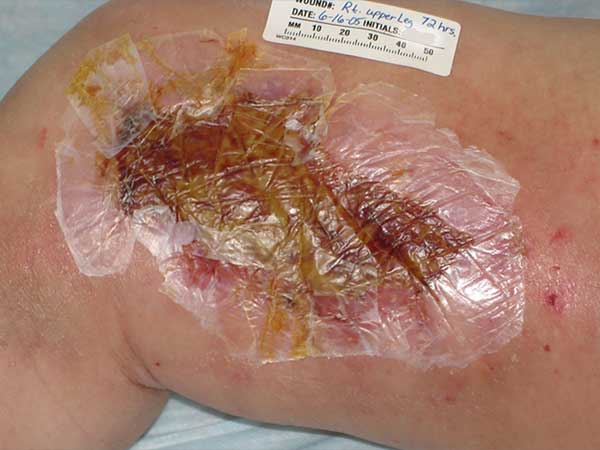 WOUND#: Rt. upper leg 72 hrs.
DATE: 6-16-05 INITIALS:
MM 10 20 30 40 50